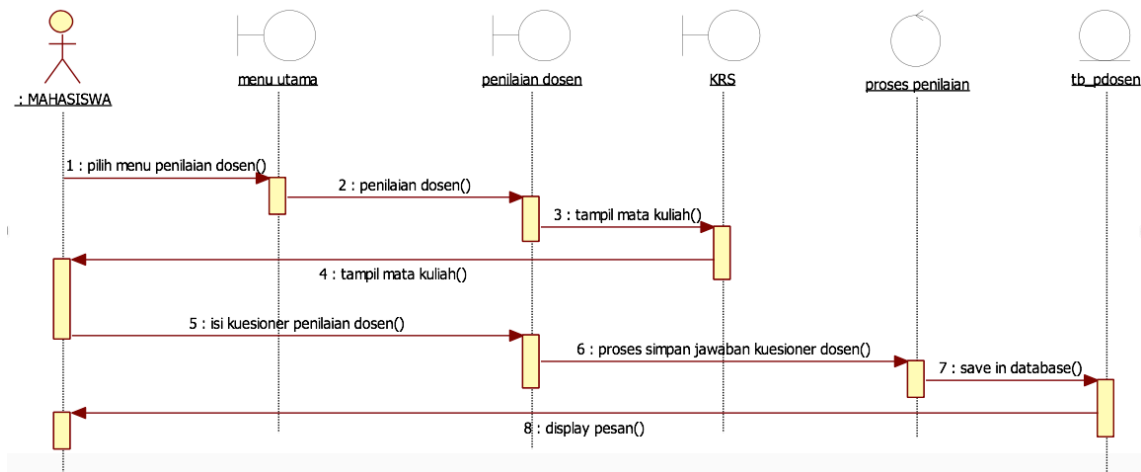 : MAHASISWA
menu utama
penilaian dosen
KRS
proses penilaian
tb_pdosen
1 : pilih menu penilaian dosen()
2 : penilaian dosen()
3 : tampil mata kuliah()
4 : tampil mata kuliah()
5 : isi kuesioner penilaian dosen()
6 : proses simpan jawaban kuesioner dosen()
7 : save in database()
8 : display pesan()